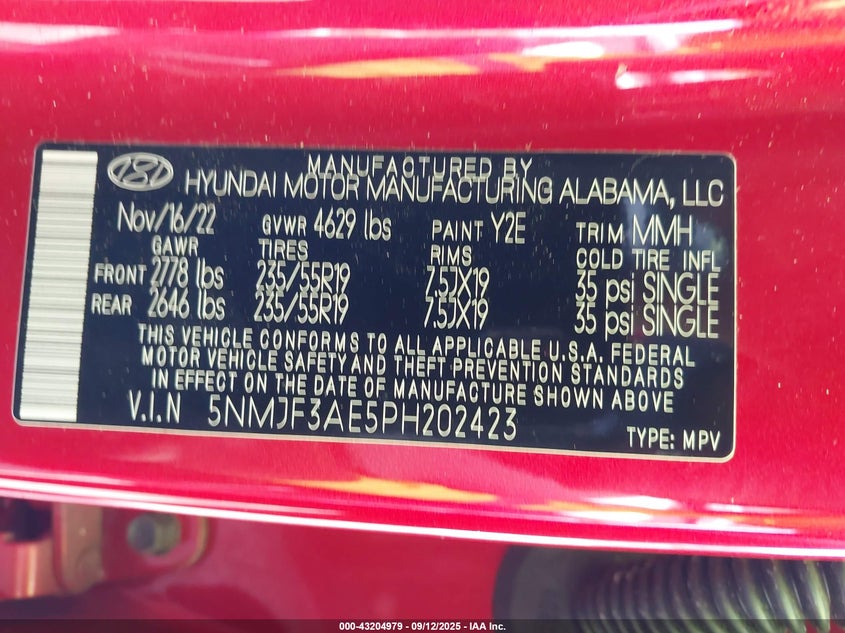 MANUFACTURED BY
HYUNDAI MOTOR MANUFACTURING ALABAMA, LLC
Nov/16/22 GVWR 4629 lbs PAINT Y2E TRIM MMH
GAWR TIRES RIMS COLD TIRE INFL
FRONT 2778 lbs 235/55R19 7.5JX19 35 psi SINGLE
REAR 2646 lbs 235/55R19 7.5JX19 35 psi SINGLE
THIS VEHICLE CONFORMS TO ALL APPLICABLE U.S.A. FEDERAL
MOTOR VEHICLE SAFETY AND THEFT PREVENTION STANDARDS
IN EFFECT ON THE DATE OF MANUFACTURE SHOWN ABOVE
V.I.N 5NMJF3AE5PH202423
TYPE: MPV
000-43204979 - 09/12/2025 - IAA Inc.